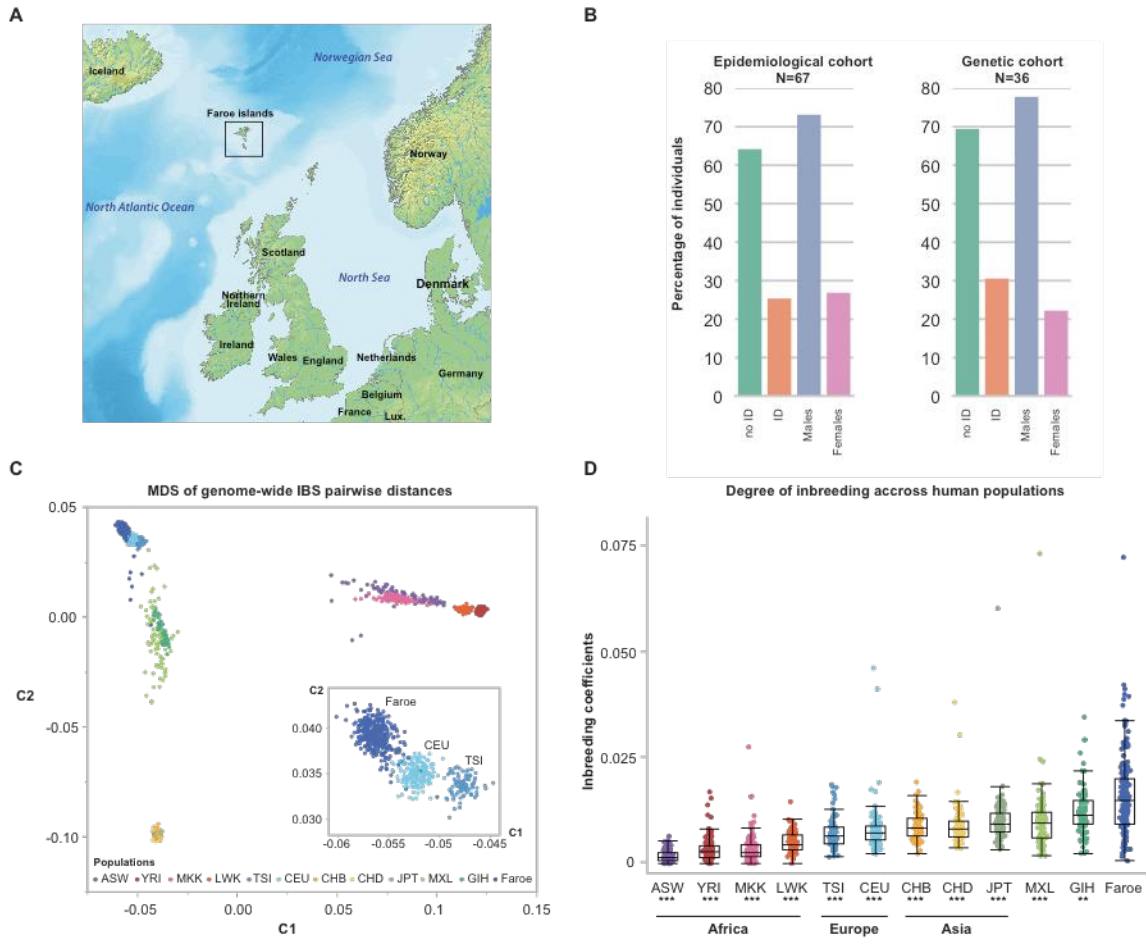 A
Iceland
Norwegian Sea
Faroe islands
Norway
North Atlantic Ocean
Scotland
North Sea
Denmark
Northern
Ireland
Ireland
Wales
England
Netherlands
Germany
Belgium
France
Lux.
B
Epidemiological cohort
N=67
Genetic cohort
N=36
Percentage of individuals
80
70
60
50
40
30
20
10
0
no ID
ID
Males
Females
80
70
60
50
40
30
20
10
0
no ID
ID
Males
Females
C
MDS of genome-wide IBS pairwise distances
0.05
0.00
C2
-0.05
-0.10
C2
Faroe
0.040
CEU
TSI
0.035
0.030
-0.06 -0.055 -0.05 -0.045
C1
Populations
ASW YRI MKK LWK TSI CEU CHB CHD JPT MXL GIH Faroe
-0.05 0.00 0.05 0.10 0.15
C1
D
Degree of inbreeding accross human populations
Inbreeding coefficients
0.075
0.050
0.025
0
ASW YRI MKK LWK TSI CEU CHB CHD JPT MXL GIH Faroe
*** *** *** *** *** *** *** *** *** *** **
Africa Europe Asia